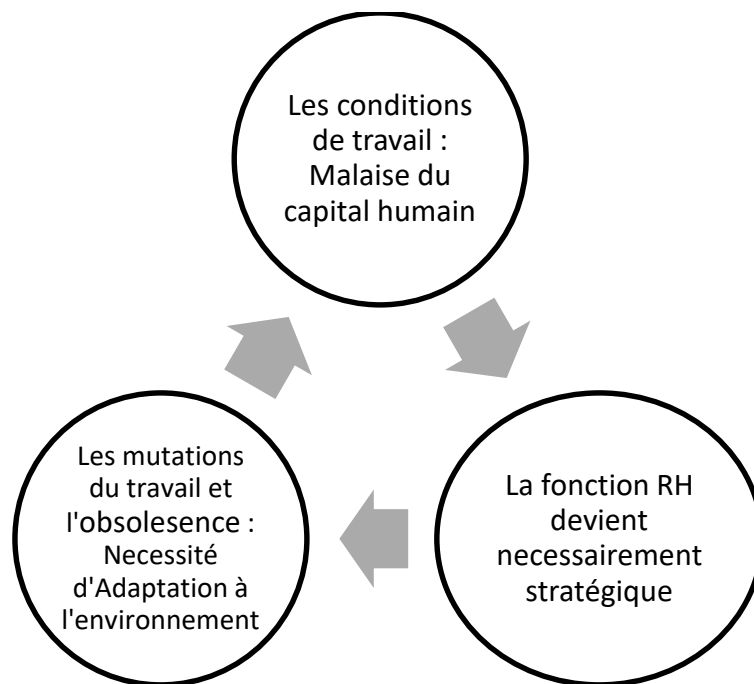 Les conditions
de travail :
Malaise du
capital humain
Les mutations
du travail et
l'obsolesence :
Necessité
d'Adaptation à
l'environnement
La fonction RH
devient
necessairement
stratégique